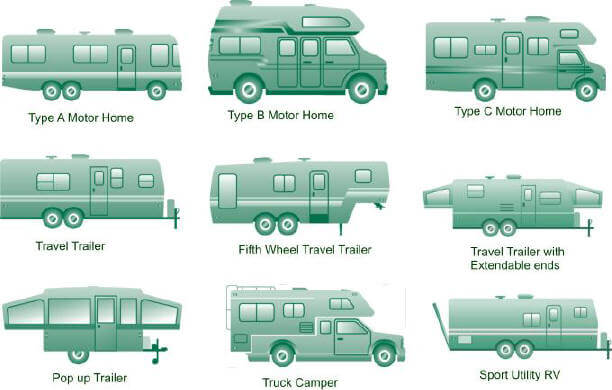 Type A Motor Home
Type B Motor Home
Type C Motor Home
Travel Trailer
Fifth Wheel Travel Trailer
Travel Trailer with
Extendable ends
Pop up Trailer
Truck Camper
Sport Utility RV